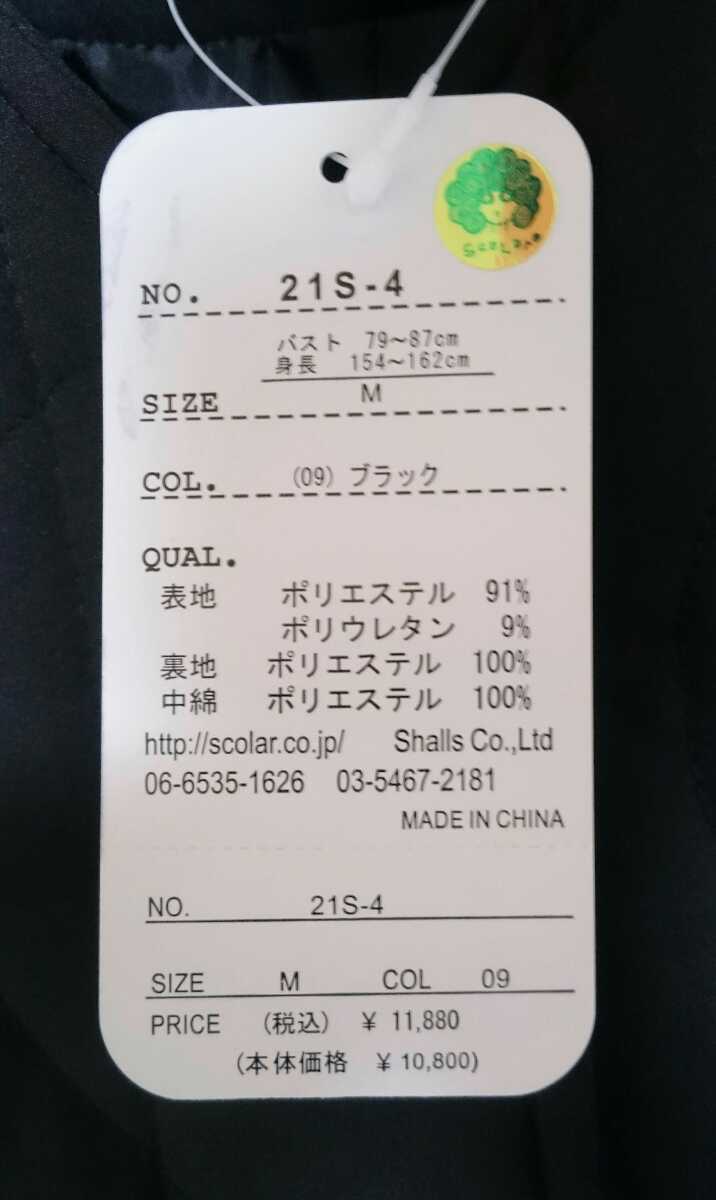 NO. 21S-4
バスト 79～87cm
身長 154～162cm
SIZE M
COL. (09) ブラック
QUAL.
表地 ポリエステル 91%
ポリウレタン 9%
裏地 ポリエステル 100%
中綿 ポリエステル 100%
http://scolar.co.jp/ Shalls Co.,Ltd
06-6535-1626 03-5467-2181
MADE IN CHINA
NO. 21S-4
SIZE M COL 09
PRICE (税込) ¥ 11,880
(本体価格 ¥ 10,800)